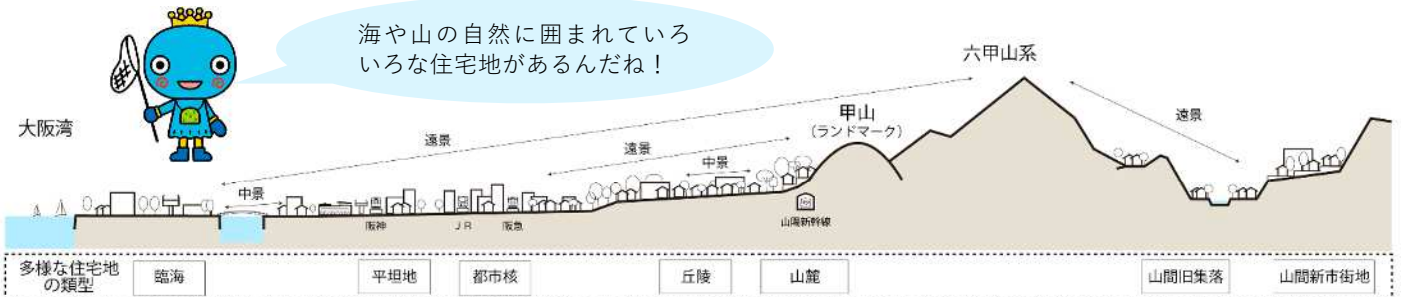 海や山の自然に囲まれていろ
いろな住宅地があるんだね！
六甲山系
大阪湾
甲山
（ランドマーク）
遠景
遠景
遠景
中景
中景
阪神
ＪＲ
阪急
山陽新幹線
多様な住宅地
の類型
臨海
平坦地
都市核
丘陵
山麓
山間旧集落
山間新市街地